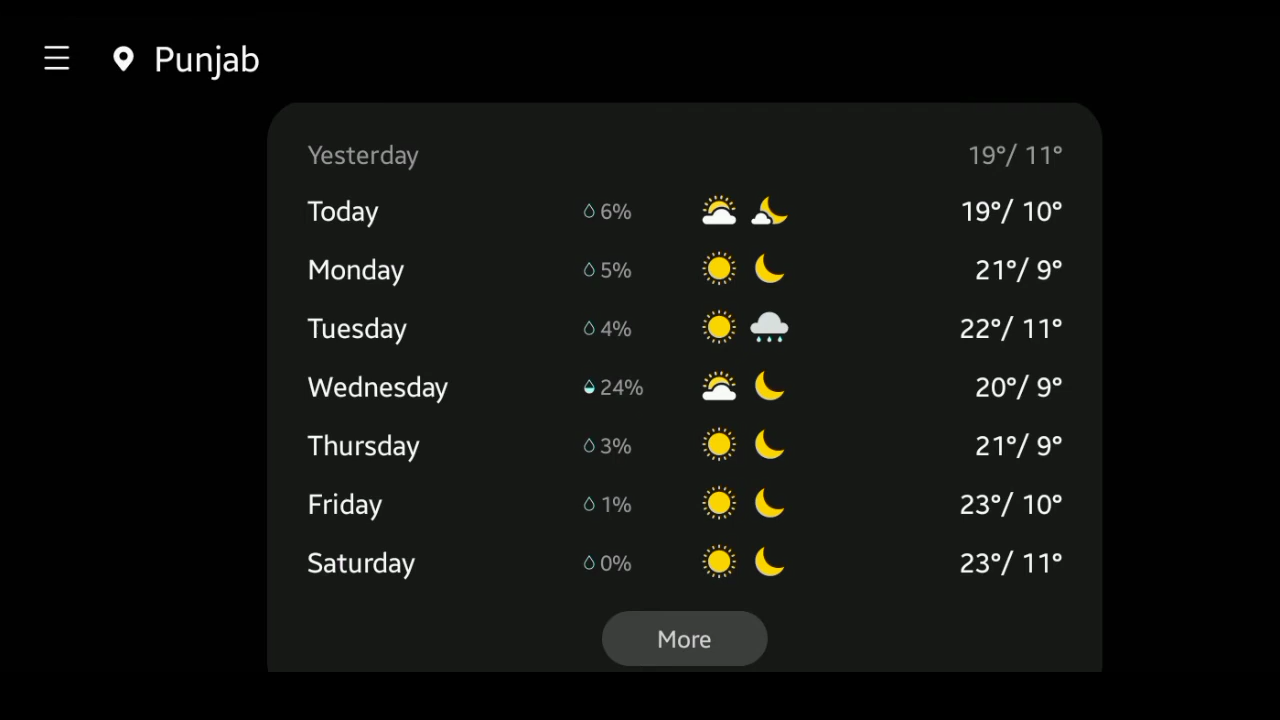 Punjab
Yesterday 19°/ 11°
Today 6% 19°/ 10°
Monday 5% 21°/ 9°
Tuesday 4% 22°/ 11°
Wednesday 24% 20°/ 9°
Thursday 3% 21°/ 9°
Friday 1% 23°/ 10°
Saturday 0% 23°/ 11°
More